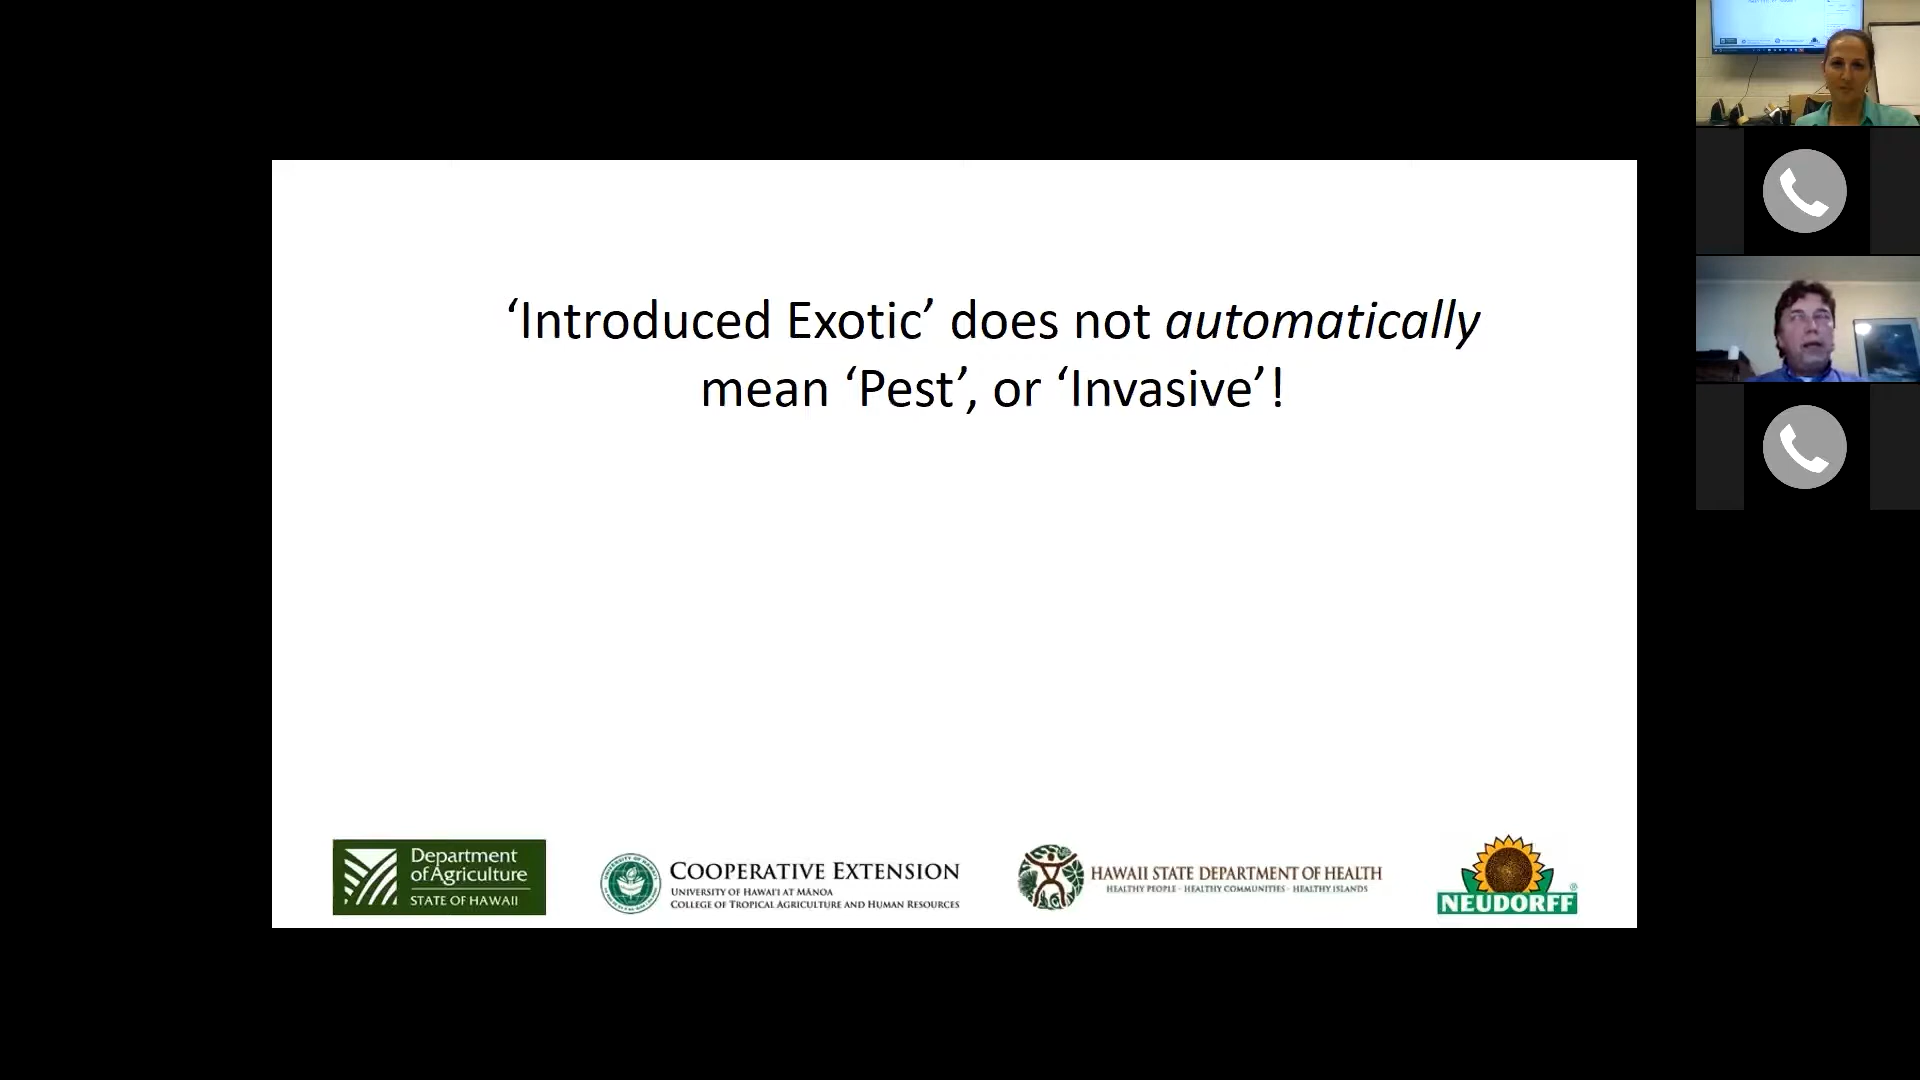 ‘Introduced Exotic’ does not automatically
mean ‘Pest’, or ‘Invasive’!
Department
of Agriculture
STATE OF HAWAII
COOPERATIVE EXTENSION
UNIVERSITY OF HAWAI‘I AT MĀNOA
COLLEGE OF TROPICAL AGRICULTURE AND HUMAN RESOURCES
HAWAII STATE DEPARTMENT OF HEALTH
HEALTHY PEOPLE · HEALTHY COMMUNITIES · HEALTHY ISLANDS
NEUDORFF®